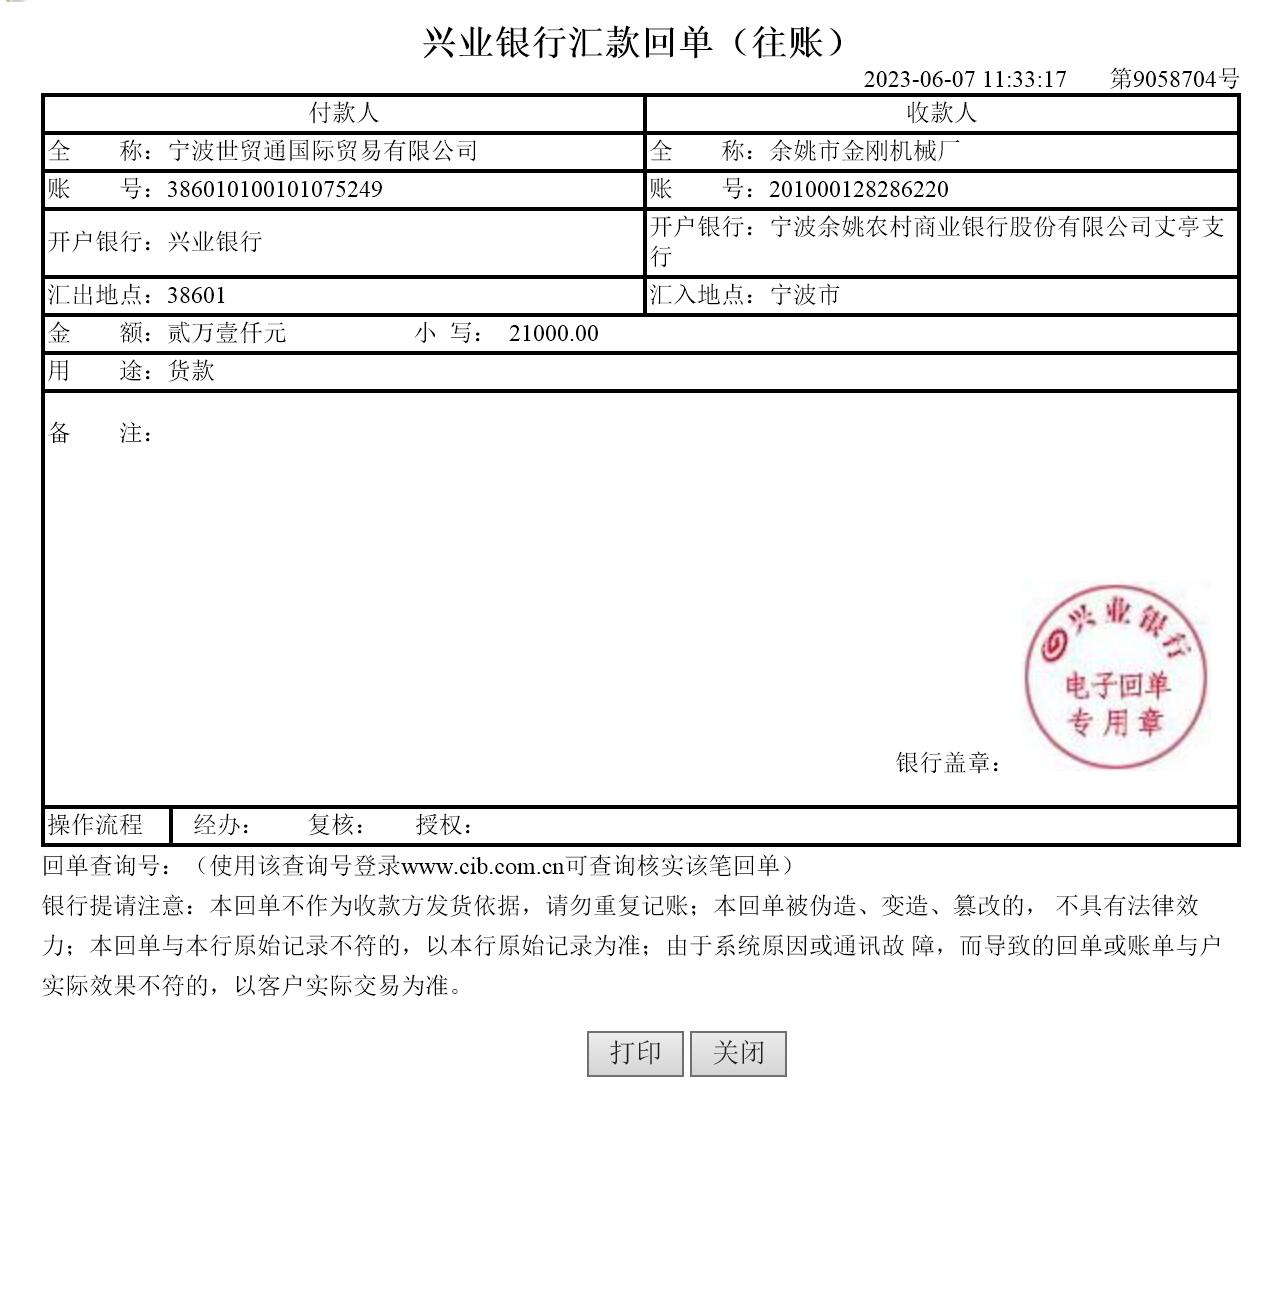 兴业银行汇款回单（往账）
2023-06-07 11:33:17 第9058704号
付款人 收款人
全 称：宁波世贸通国际贸易有限公司 全 称：余姚市金刚机械厂
账 号：386010100101075249 账 号：201000128286220
开户银行：兴业银行 开户银行：宁波余姚农村商业银行股份有限公司丈亭支
行
汇出地点：38601 汇入地点：宁波市
金 额：贰万壹仟元 小 写： 21000.00
用 途：货款
备 注：
兴业银行
电子回单
专用章
银行盖章：
操作流程 经办： 复核： 授权：
回单查询号：（使用该查询号登录www.cib.com.cn可查询核实该笔回单）
银行提请注意：本回单不作为收款方发货依据，请勿重复记账；本回单被伪造、变造、篡改的， 不具有法律效
力；本回单与本行原始记录不符的，以本行原始记录为准；由于系统原因或通讯故 障，而导致的回单或账单与户
实际效果不符的，以客户实际交易为准。
打印 关闭